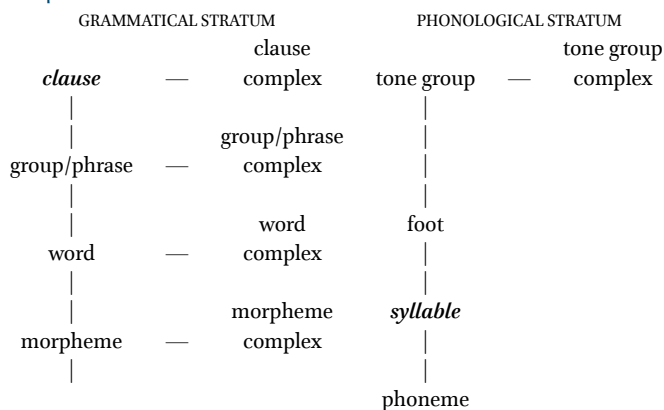 GRAMMATICAL STRATUM PHONOLOGICAL STRATUM
clause tone group
clause — complex tone group — complex
group/phrase
group/phrase — complex
word foot
word — complex
morpheme syllable
morpheme — complex
phoneme